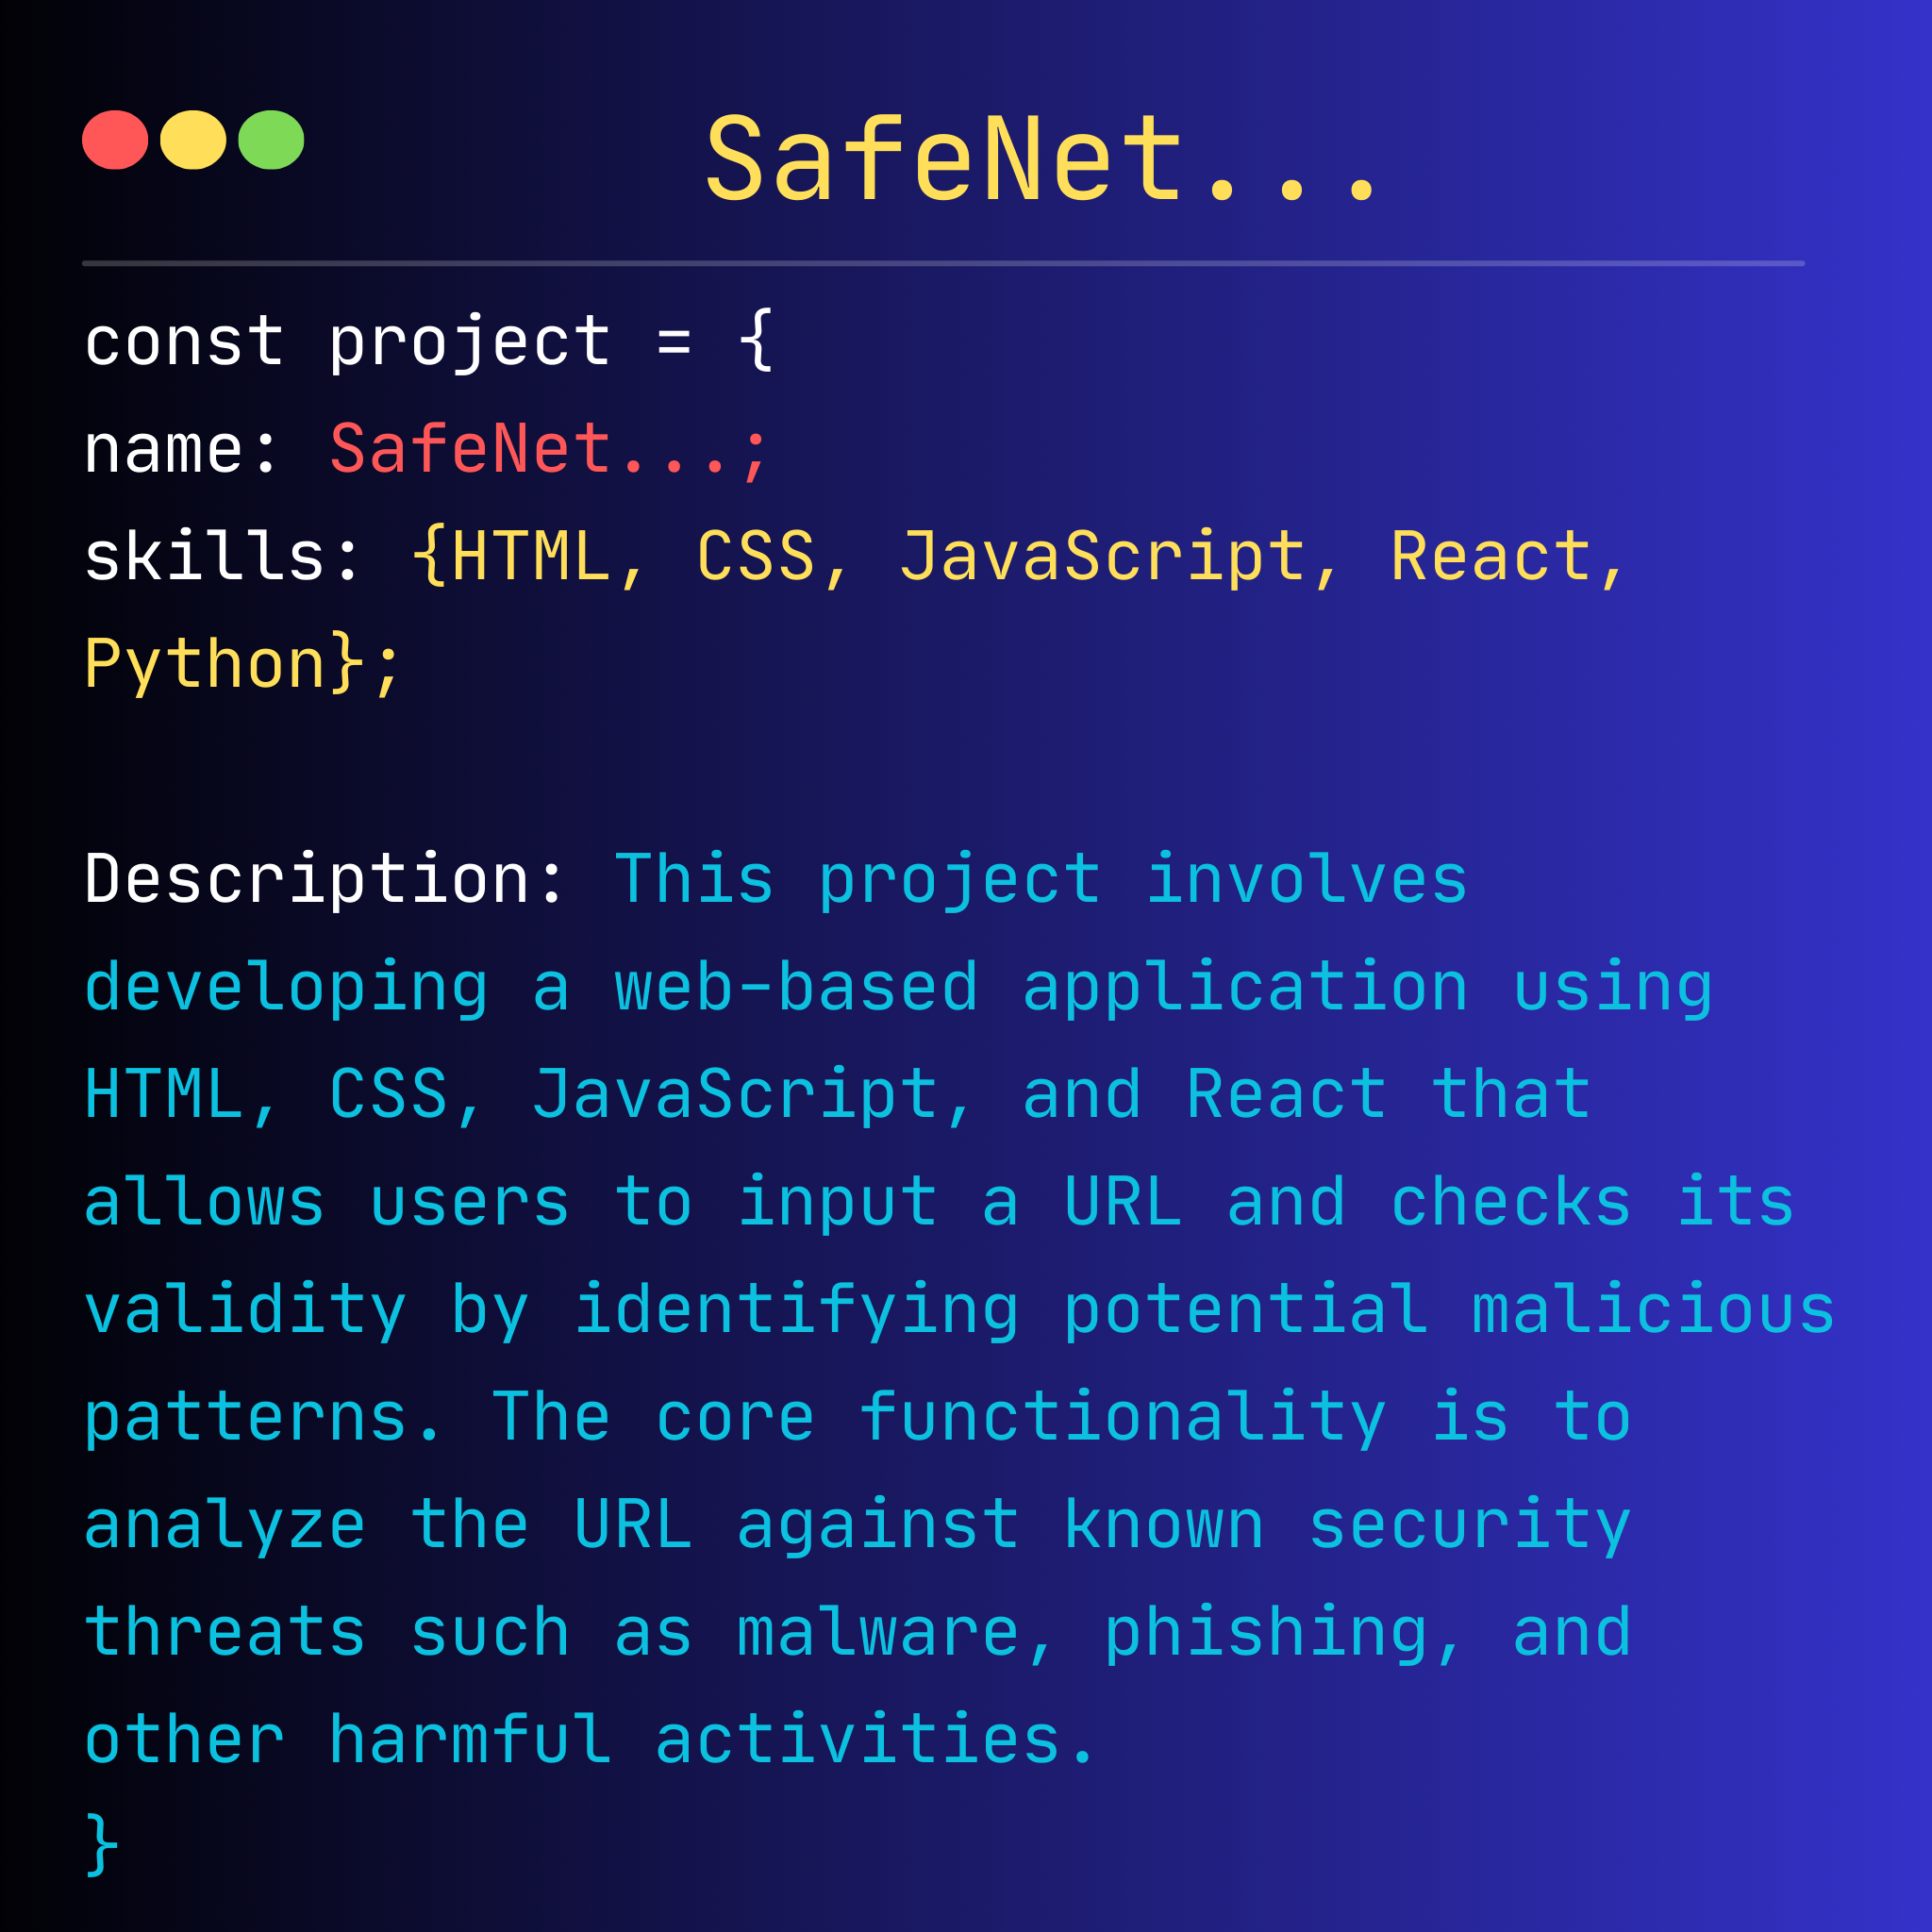 SafeNet...
const project = {
name: SafeNet...;
skills: {HTML, CSS, JavaScript, React,
Python};
Description: This project involves
developing a web-based application using
HTML, CSS, JavaScript, and React that
allows users to input a URL and checks its
validity by identifying potential malicious
patterns. The core functionality is to
analyze the URL against known security
threats such as malware, phishing, and
other harmful activities.
}